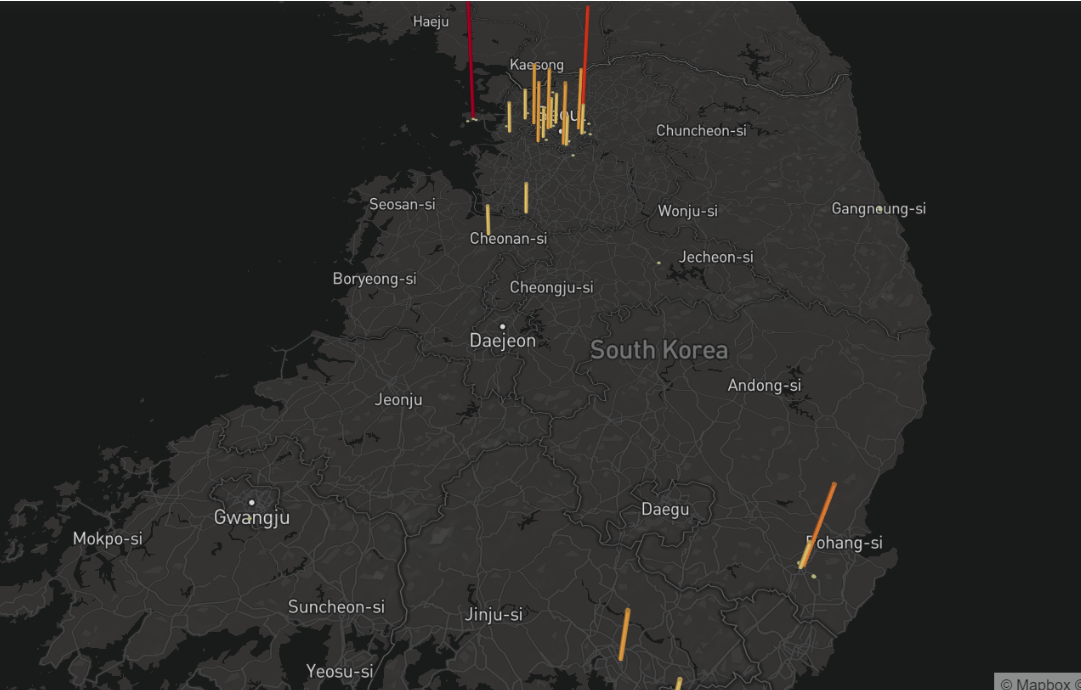 Haeju
Kaesong
Seoul
Chuncheon-si
Seosan-si
Wonju-si
Gangneung-si
Cheonan-si
Jecheon-si
Boryeong-si
Cheongju-si
Daejeon
South Korea
Andong-si
Jeonju
Daegu
Gwangju
Mokpo-si
Pohang-si
Suncheon-si
Jinju-si
Yeosu-si
© Mapbox ©